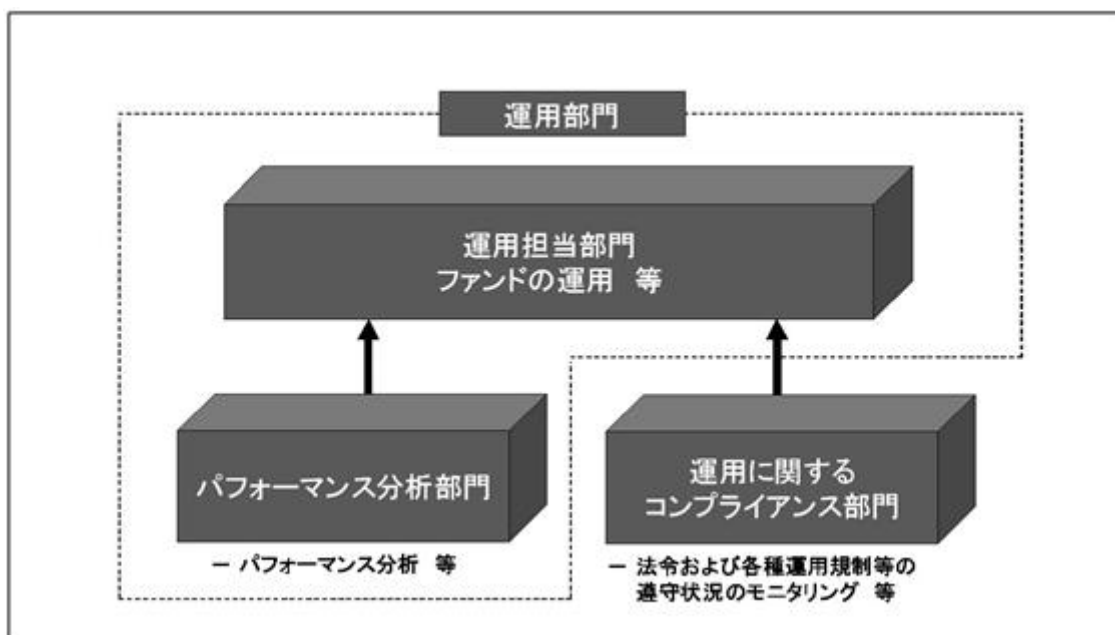 運用部門
運用担当部門
ファンドの運用 等
パフォーマンス分析部門
－ パフォーマンス分析 等
運用に関する
コンプライアンス部門
－ 法令および各種運用規制等の
遵守状況のモニタリング 等